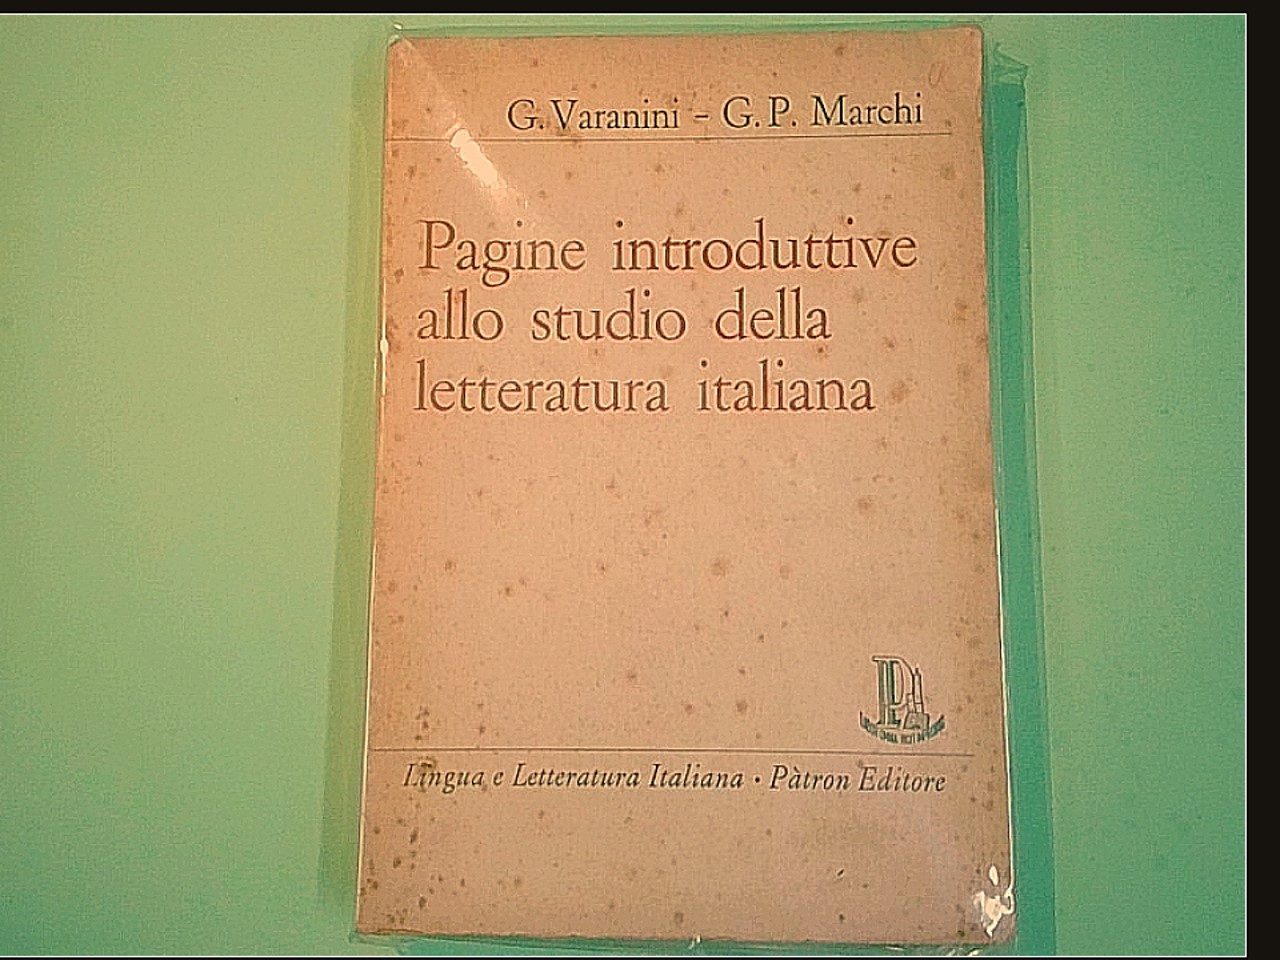 G. Varanini - G. P. Marchi
Pagine introduttive
allo studio della
letteratura italiana
Lingua e Letteratura Italiana · Pàtron Editore